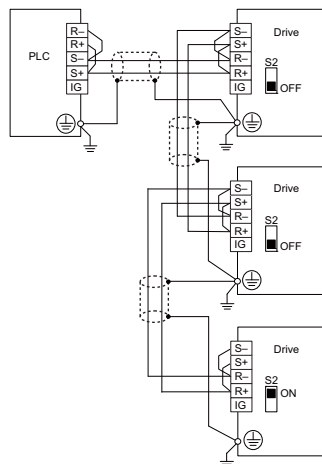 PLC
R–
R+
S–
S+
IG
S–
S+
R–
R+
IG
Drive
S2
OFF
S–
S+
R–
R+
IG
Drive
S2
OFF
S–
S+
R–
R+
IG
Drive
S2
ON